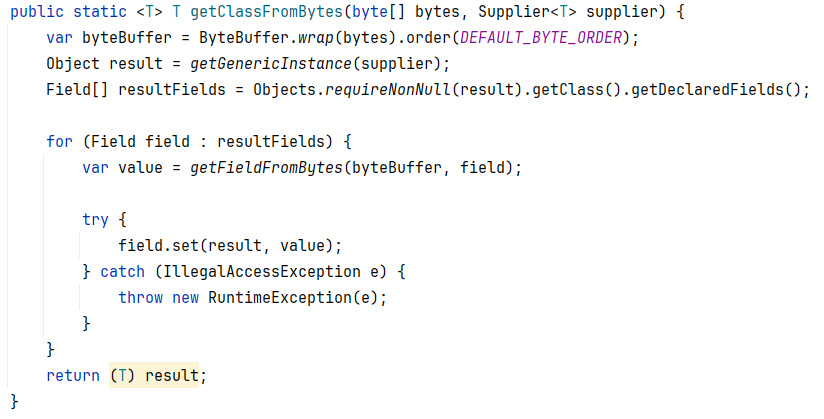 public static <T> T getClassFromBytes(byte[] bytes, Supplier<T> supplier) {
    var byteBuffer = ByteBuffer.wrap(bytes).order(DEFAULT_BYTE_ORDER);
    Object result = getGenericInstance(supplier);
    Field[] resultFields = Objects.requireNonNull(result).getClass().getDeclaredFields();

    for (Field field : resultFields) {
        var value = getFieldFromBytes(byteBuffer, field);

        try {
            field.set(result, value);
        } catch (IllegalAccessException e) {
            throw new RuntimeException(e);
        }
    }
    return (T) result;
}